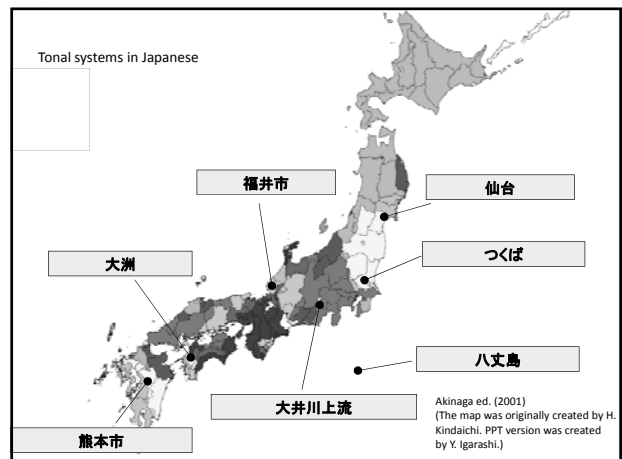 Tonal systems in Japanese
福井市
仙台
大洲
つくば
八丈島
大井川上流
熊本市
Akinaga ed. (2001)
(The map was originally created by H.
Kindaichi. PPT version was created
by Y. Igarashi.)